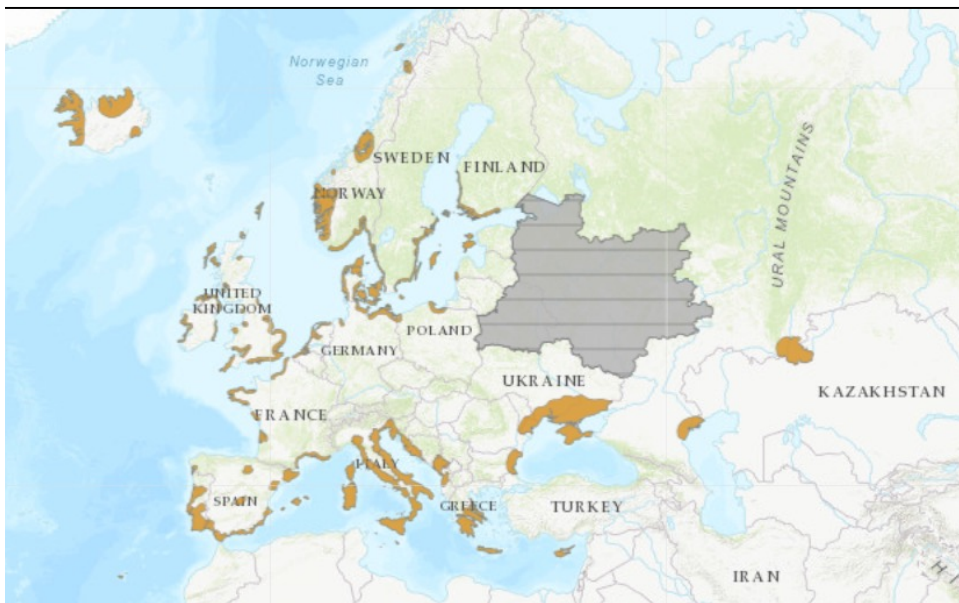 Norwegian
Sea
SWEDEN
FINLAND
NORWAY
URAL MOUNTAINS
UNITED
KINGDOM
POLAND
GERMANY
UKRAINE
KAZAKHSTAN
FRANCE
ITALY
SPAIN
GREECE
TURKEY
IRAN
H I